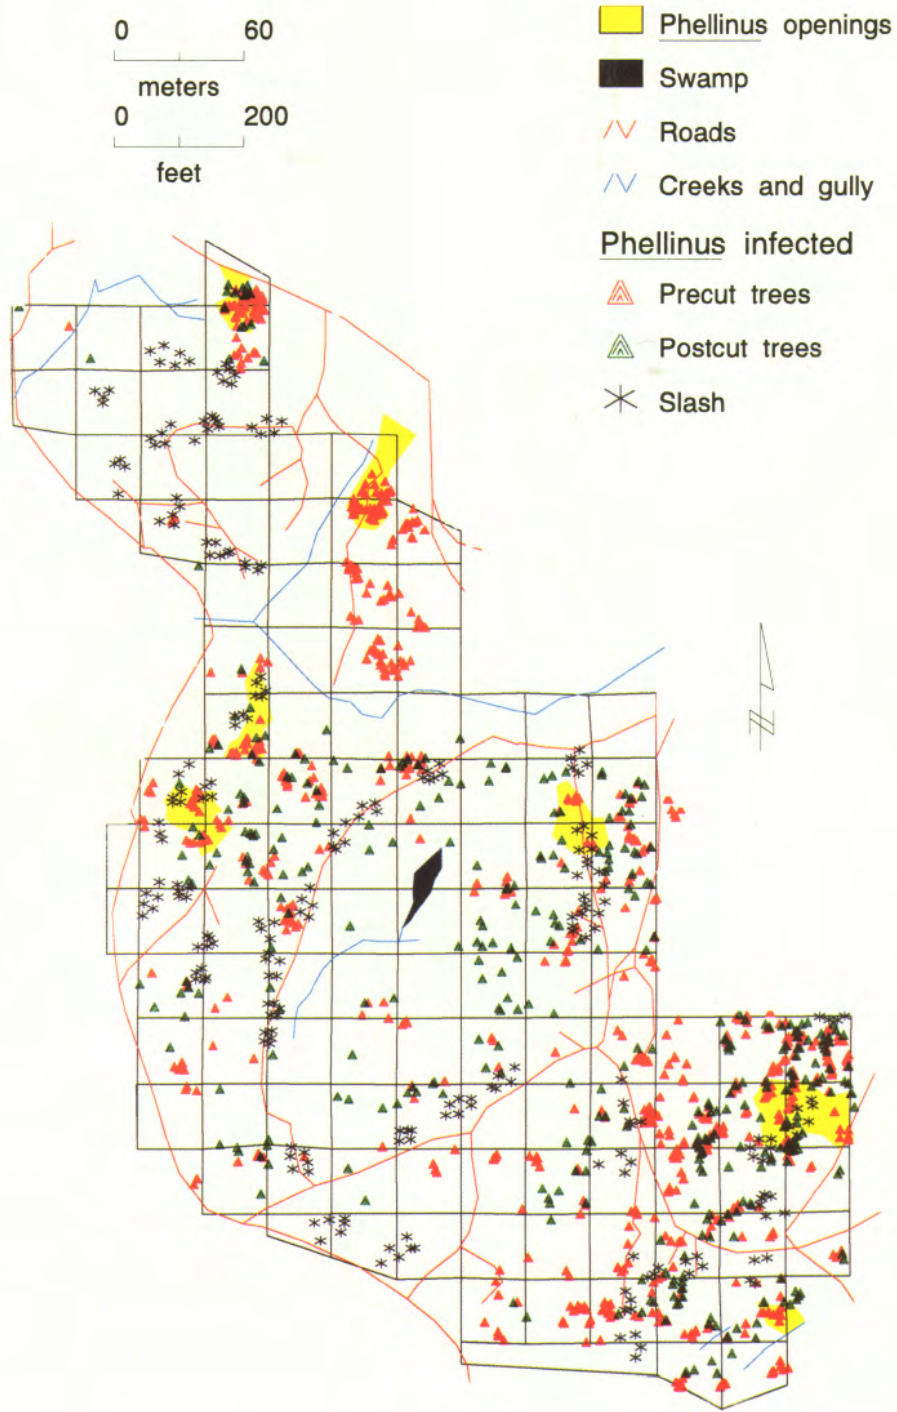 0 60
meters
0 200
feet
Phellinus openings
Swamp
Roads
Creeks and gully
Phellinus infected
Precut trees
Postcut trees
Slash
N